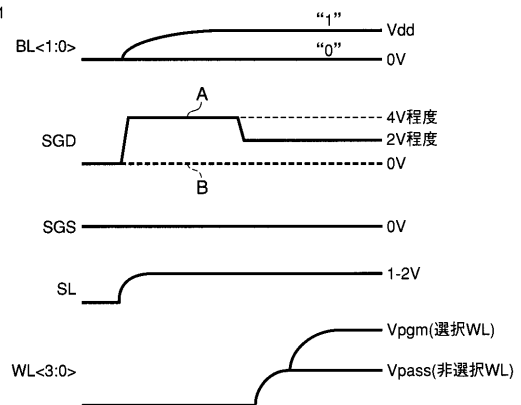 1
BL<1:0>
“1”
Vdd
“0”
0V
A
SGD
4V程度
2V程度
0V
B
SGS
0V
SL
1-2V
WL<3:0>
Vpgm(選択WL)
Vpass(非選択WL)